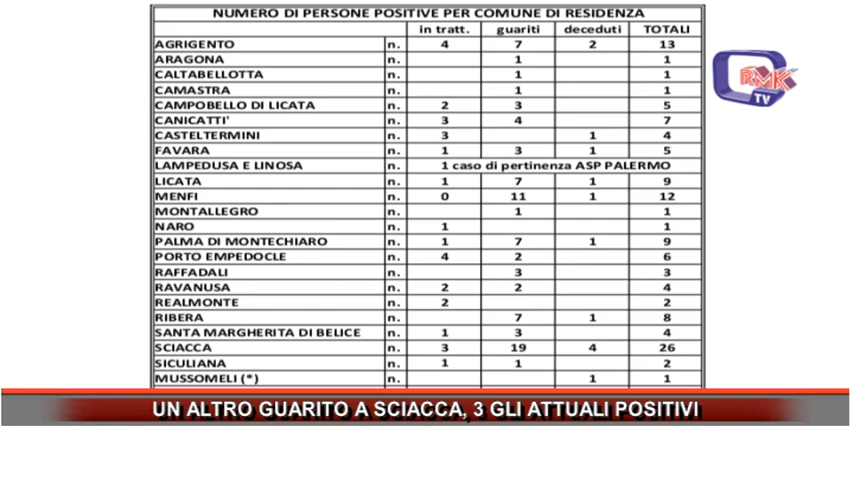 NUMERO DI PERSONE POSITIVE PER COMUNE DI RESIDENZA
in tratt. guariti deceduti TOTALI
AGRIGENTO n. 4 7 2 13
ARAGONA n. 1 1
CALTABELLOTTA n. 1 1
CAMASTRA n. 1 1
CAMPOBELLO DI LICATA n. 2 3 5
CANICATTI' n. 3 4 7
CASTELTERMINI n. 3 1 4
FAVARA n. 1 3 1 5
LAMPEDUSA E LINOSA n. 1 caso di pertinenza ASP PALERMO
LICATA n. 1 7 1 9
MENFI n. 0 11 1 12
MONTALLEGRO n. 1 1
NARO n. 1 1
PALMA DI MONTECHIARO n. 1 7 1 9
PORTO EMPEDOCLE n. 4 2 6
RAFFADALI n. 3 3
RAVANUSA n. 2 2 4
REALMONTE n. 2 2
RIBERA n. 7 1 8
SANTA MARGHERITA DI BELICE n. 1 3 4
SCIACCA n. 3 19 4 26
SICULIANA n. 1 1 2
MUSSOMELI (*) n. 1 1
RMK
TV
UN ALTRO GUARITO A SCIACCA, 3 GLI ATTUALI POSITIVI